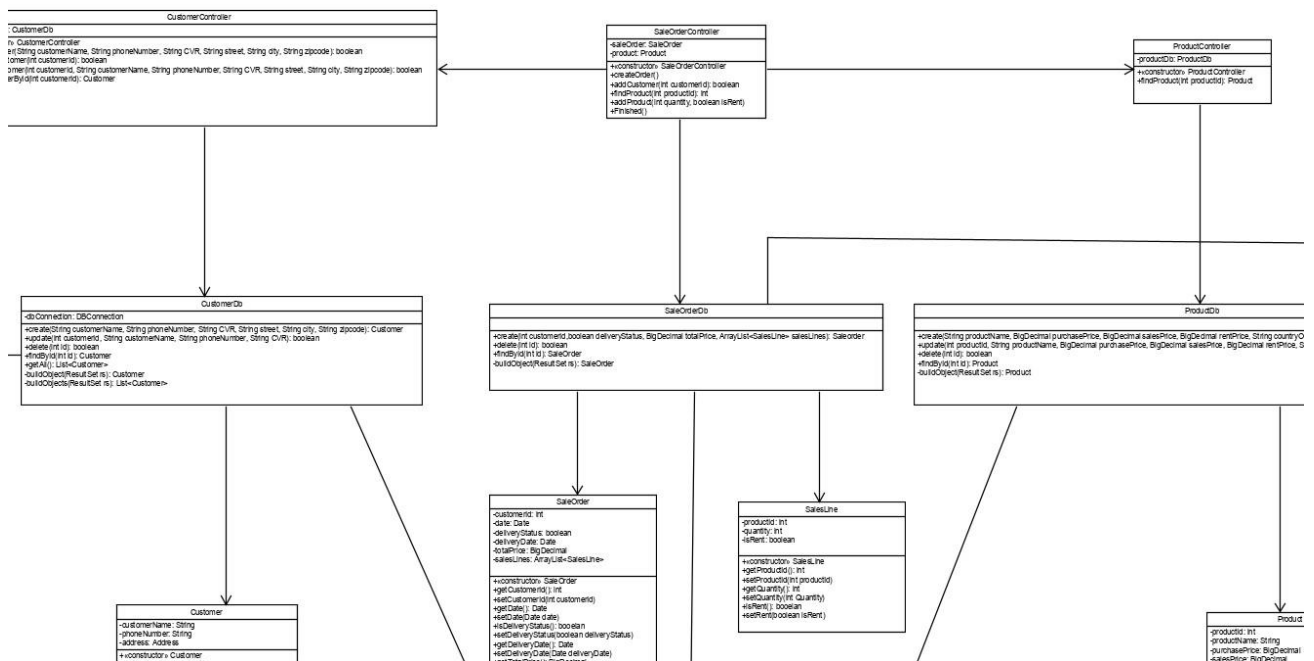 CustomerController
: CustomerDb
r» CustomerController
er(String customerName, String phoneNumber, String CVR, String street, String city, String zipcode): boolean
tomer(int customerId): boolean
omer(int customerId, String customerName, String phoneNumber, String CVR, String street, String city, String zipcode): boolean
erById(int customerId): Customer
SaleOrderController
-saleOrder: SaleOrder
-product: Product
+«constructor» SaleOrderController
+createOrder()
+addCustomer(int customerId): boolean
+findProduct(int productId): int
+addProduct(int quantity, boolean isRent)
+Finished()
ProductController
-productDb: ProductDb
+«constructor» ProductController
+findProduct(int productId): Product
CustomerDb
-dbConnection: DBConnection
+create(String customerName, String phoneNumber, String CVR, String street, String city, String zipcode): Customer
+update(int customerId, String customerName, String phoneNumber, String CVR): boolean
+delete(int id): boolean
+findById(int id): Customer
+getAll(): List<Customer>
-buildObject(ResultSet rs): Customer
-buildObjects(ResultSet rs): List<Customer>
SaleOrderDb
+create(int customerId,boolean deliveryStatus, BigDecimal totalPrice, ArrayList<SalesLine> salesLines): Saleorder
+delete(int id): boolean
+findById(int id): SaleOrder
-buildObject(ResultSet rs): SaleOrder
ProductDb
+create(String productName, BigDecimal purchasePrice, BigDecimal salesPrice, BigDecimal rentPrice, String countryO
+update(int productId, String productName, BigDecimal purchasePrice, BigDecimal salesPrice, BigDecimal rentPrice, S
+delete(int id): boolean
+findById(int id): Product
-buildObject(ResultSet rs): Product
SaleOrder
-customerId: int
-date: Date
-deliveryStatus: boolean
-deliveryDate: Date
-totalPrice: BigDecimal
-salesLines: ArrayList<SalesLine>
+«constructor» SaleOrder
+getCustomerId(): int
+setCustomerId(int customerId)
+getDate(): Date
+setDate(Date date)
+isDeliveryStatus(): boolean
+setDeliveryStatus(boolean deliveryStatus)
+getDeliveryDate(): Date
+setDeliveryDate(Date deliveryDate)
+getTotalPrice(): BigDecimal
SalesLine
-productId: int
-quantity: int
-isRent: boolean
+«constructor» SalesLine
+getProductId(): int
+setProductId(int productId)
+getQuantity(): int
+setQuantity(int Quantity)
+isRent(): boolean
+setRent(boolean isRent)
Customer
-customerName: String
-phoneNumber: String
-address: Address
+«constructor» Customer
Product
-productId: int
-productName: String
-purchasePrice: BigDecimal
-salesPrice: BigDecimal